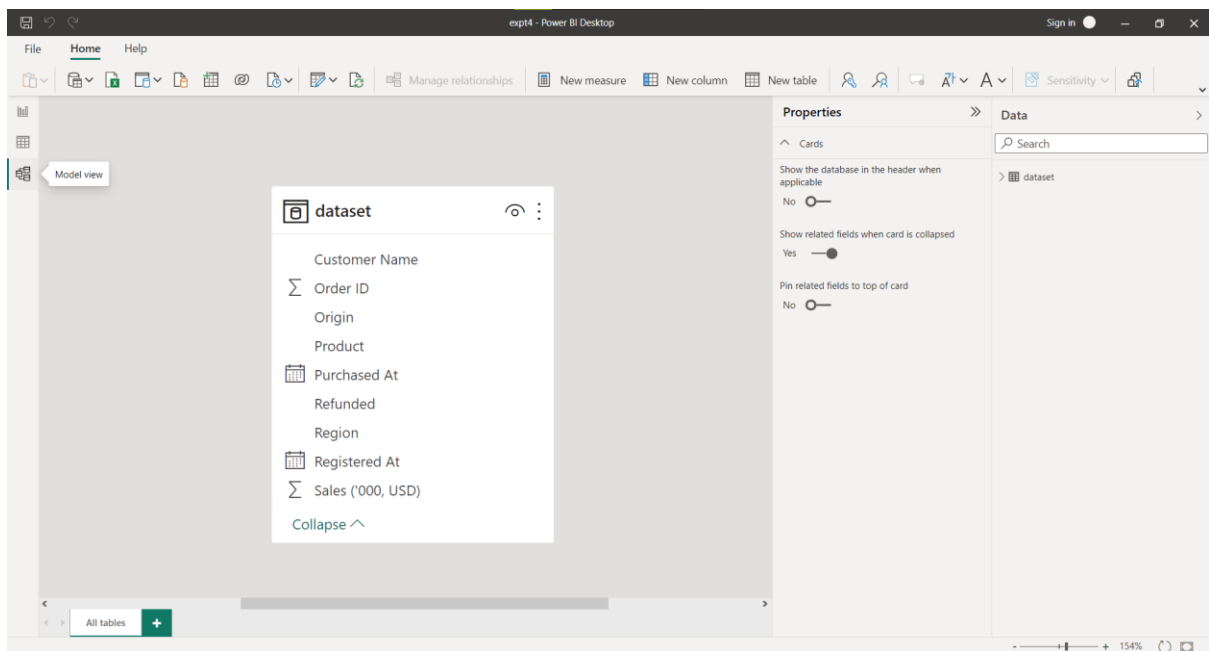 expt4 - Power BI Desktop
Sign in
File Home Help
Manage relationships New measure New column New table Sensitivity
Model view
dataset
Customer Name
Order ID
Origin
Product
Purchased At
Refunded
Region
Registered At
Sales ('000, USD)
Collapse
Properties
Cards
Show the database in the header when
applicable
No
Show related fields when card is collapsed
Yes
Pin related fields to top of card
No
Data
Search
dataset
All tables +
- + 154%